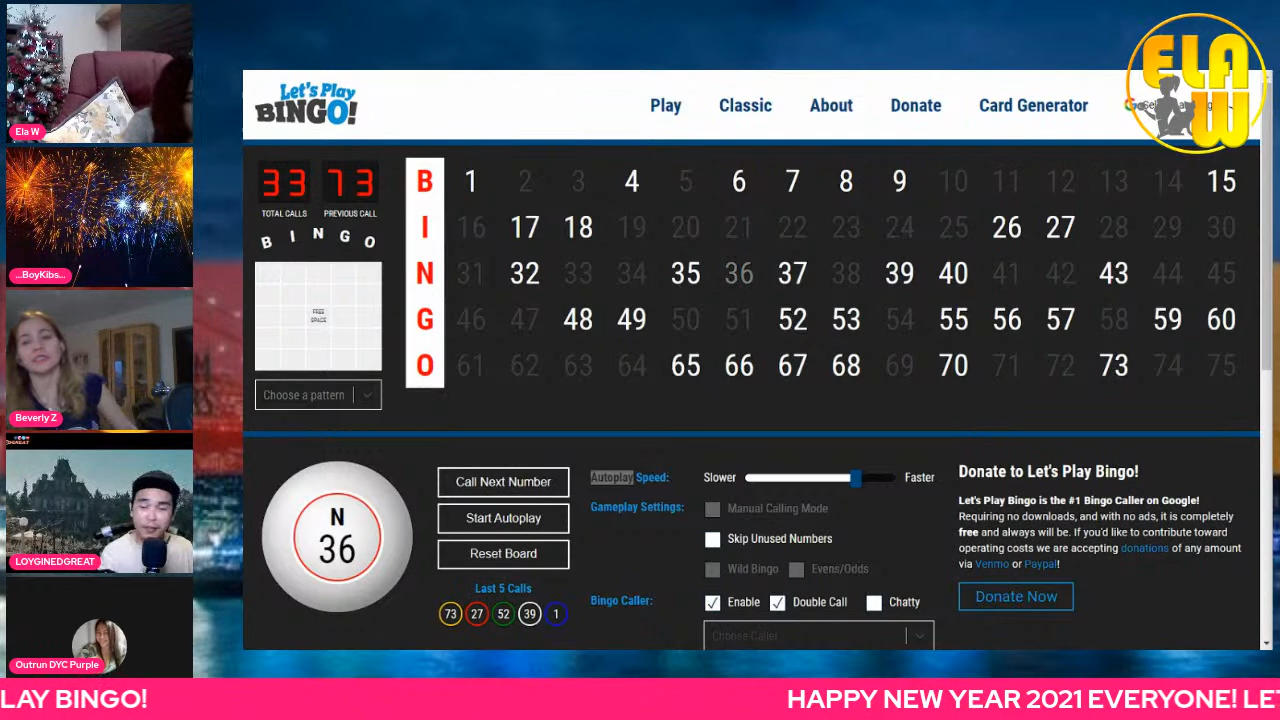 Ela W
...BoyKibs...
Beverly Z
LOYGINEDGREAT
Outrun DYC Purple
Let's Play
BINGO!
Play Classic About Donate Card Generator
ELA
W
33 73
TOTAL CALLS PREVIOUS CALL
B I N G O
FREE
SPACE
Choose a pattern
B 1 2 3 4 5 6 7 8 9 10 11 12 13 14 15
I 16 17 18 19 20 21 22 23 24 25 26 27 28 29 30
N 31 32 33 34 35 36 37 38 39 40 41 42 43 44 45
G 46 47 48 49 50 51 52 53 54 55 56 57 58 59 60
O 61 62 63 64 65 66 67 68 69 70 71 72 73 74 75
N
36
Call Next Number
Start Autoplay
Reset Board
Last 5 Calls
73 27 52 39 1
Autoplay Speed: Slower Faster
Gameplay Settings: Manual Calling Mode
Skip Unused Numbers
Wild Bingo Evens/Odds
Bingo Caller: Enable Double Call Chatty
Choose Caller
Donate to Let's Play Bingo!
Let's Play Bingo is the #1 Bingo Caller on Google!
Requiring no downloads, and with no ads, it is completely
free and always will be. If you'd like to contribute toward
operating costs we are accepting donations of any amount
via Venmo or Paypal!
Donate Now
LAY BINGO! HAPPY NEW YEAR 2021 EVERYONE! LET